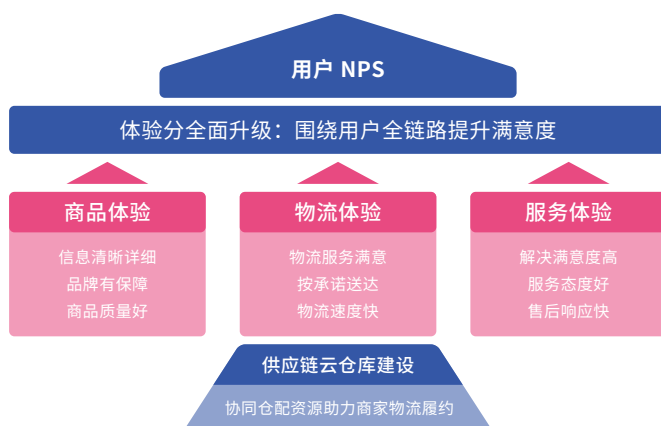 用户 NPS
体验分全面升级：围绕用户全链路提升满意度
商品体验
信息清晰详细
品牌有保障
商品质量好
物流体验
物流服务满意
按承诺送达
物流速度快
服务体验
解决满意度高
服务态度好
售后响应快
供应链云仓库建设
协同仓配资源助力商家物流履约